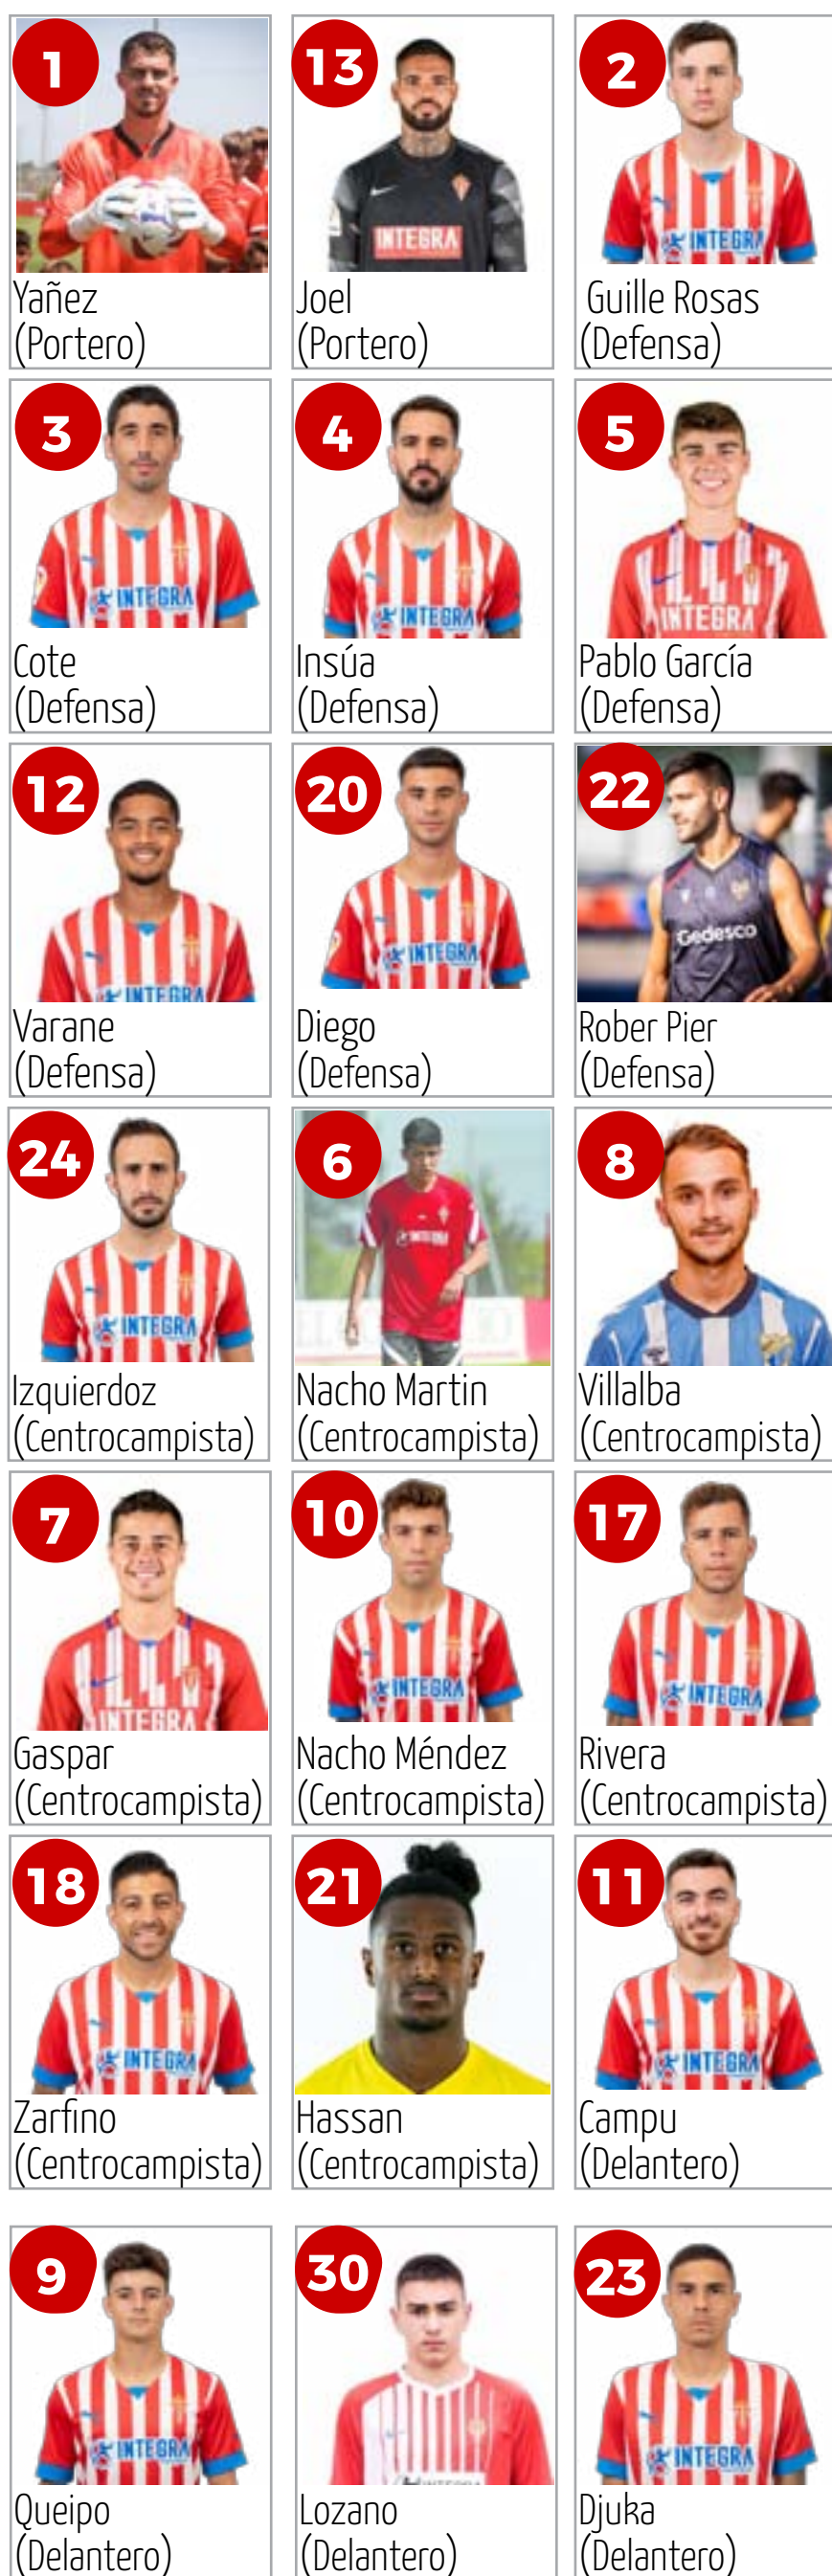 1
13
2
INTEGRA
INTEGRA
Yañez
(Portero)
Joel
(Portero)
Guille Rosas
(Defensa)
3
4
5
INTEGRA
INTEGRA
INTEGRA
Cote
(Defensa)
Insúa
(Defensa)
Pablo García
(Defensa)
12
20
22
INTEGRA
INTEGRA
Gedesco
Varane
(Defensa)
Diego
(Defensa)
Rober Pier
(Defensa)
24
6
8
INTEGRA
INTEGRA
Izquierdoz
(Centrocampista)
Nacho Martin
(Centrocampista)
Villalba
(Centrocampista)
7
10
17
INTEGRA
INTEGRA
INTEGRA
Gaspar
(Centrocampista)
Nacho Méndez
(Centrocampista)
Rivera
(Centrocampista)
18
21
11
INTEGRA
INTEGRA
Zarfino
(Centrocampista)
Hassan
(Centrocampista)
Campu
(Delantero)
9
30
23
INTEGRA
INTEGRA
Queipo
(Delantero)
Lozano
(Delantero)
Djuka
(Delantero)